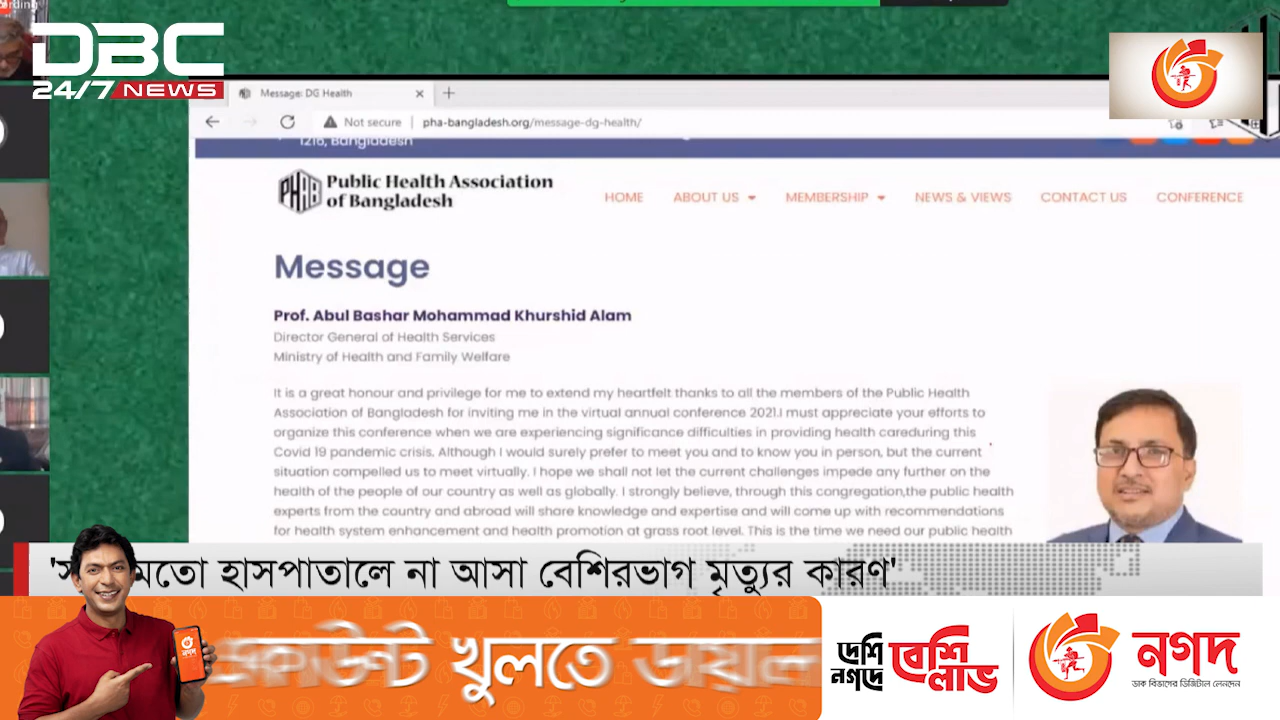 DBC
24/7 NEWS
Message: DG Health
Not secure
pha-bangladesh.org/message-dg-health/
1216, Bangladesh
PHAB
Public Health Association
of Bangladesh
HOME
ABOUT US
MEMBERSHIP
NEWS & VIEWS
CONTACT US
CONFERENCE
Message
Prof. Abul Bashar Mohammad Khurshid Alam
Director General of Health Services
Ministry of Health and Family Welfare
It is a great honour and privilege for me to extend my heartfelt thanks to all the members of the Public Health
Association of Bangladesh for inviting me in the virtual annual conference 2021.I must appreciate your efforts to
organize this conference when we are experiencing significance difficulties in providing health careduring this
Covid 19 pandemic crisis. Although I would surely prefer to meet you and to know you in person, but the current
situation compelled us to meet virtually. I hope we shall not let the current challenges impede any further on the
health of the people of our country as well as globally. I strongly believe, through this congregation,the public health
experts from the country and abroad will share knowledge and expertise and will come up with recommendations
for health system enhancement and health promotion at grass root level. This is the time we need our public health
মতো হাসপাতালে না আসা বেশিরভাগ মৃত্যুর কারণ'
খুলতে ডায়াল
নগদ
দেশি
নগদে
বেশি
লাভ
নগদ
ডাক বিভাগের ডিজিটাল লেনদেন